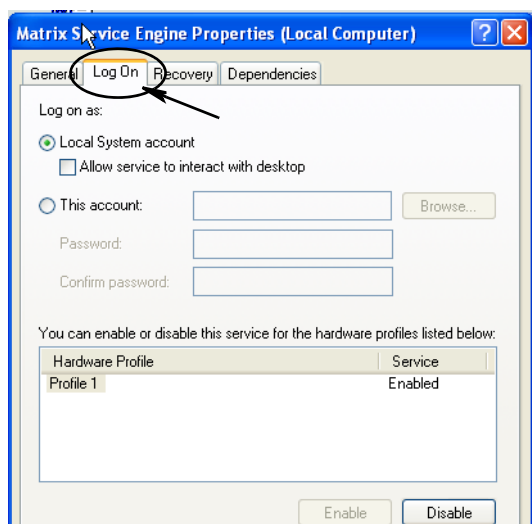 Matrix Service Engine Properties (Local Computer)
General Log On Recovery Dependencies
Log on as:
Local System account
Allow service to interact with desktop
This account: Browse...
Password:
Confirm password:
You can enable or disable this service for the hardware profiles listed below:
Hardware Profile Service
Profile 1 Enabled
Enable Disable